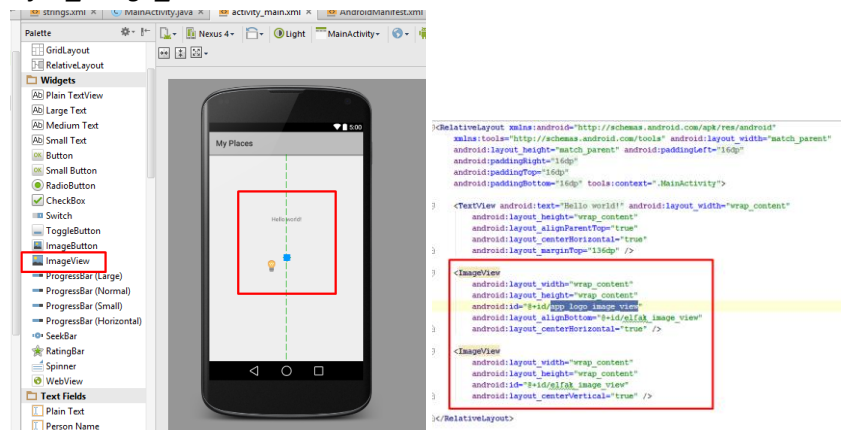 strings.xml
MainActivity.java
activity_main.xml
AndroidManifest.xml
Palette
Nexus 4
Light
MainActivity
GridLayout
RelativeLayout
Widgets
Ab Plain TextView
Ab Large Text
Ab Medium Text
Ab Small Text
OK Button
OK Small Button
RadioButton
CheckBox
Switch
ToggleButton
ImageButton
ImageView
ProgressBar (Large)
ProgressBar (Normal)
ProgressBar (Small)
ProgressBar (Horizontal)
SeekBar
RatingBar
Spinner
WebView
Text Fields
Plain Text
Person Name
5:00
My Places
Hello world!
<RelativeLayout xmlns:android="http://schemas.android.com/apk/res/android"
xmlns:tools="http://schemas.android.com/tools" android:layout_width="match_parent"
android:layout_height="match_parent" android:paddingLeft="16dp"
android:paddingRight="16dp"
android:paddingTop="16dp"
android:paddingBottom="16dp" tools:context=".MainActivity">
<TextView android:text="Hello world!" android:layout_width="wrap_content"
android:layout_height="wrap_content"
android:layout_alignParentTop="true"
android:layout_centerHorizontal="true"
android:layout_marginTop="136dp" />
<ImageView
android:layout_width="wrap_content"
android:layout_height="wrap_content"
android:id="@+id/app_logo_image_view"
android:layout_alignBottom="@+id/elfak_image_view"
android:layout_centerHorizontal="true" />
<ImageView
android:layout_width="wrap_content"
android:layout_height="wrap_content"
android:id="@+id/elfak_image_view"
android:layout_centerVertical="true" />
</RelativeLayout>